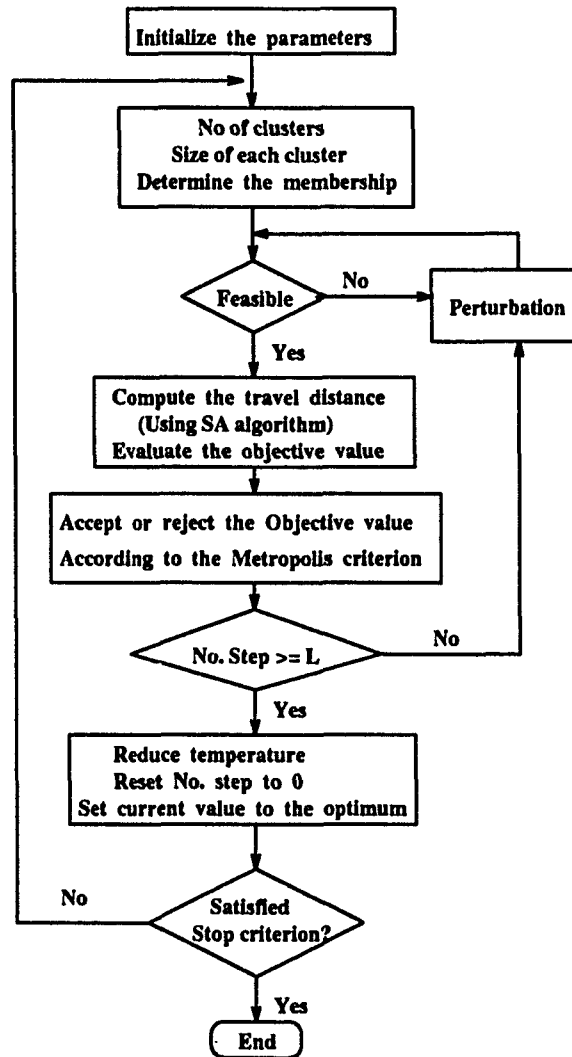 Initialize the parameters
No of clusters
Size of each cluster
Determine the membership
Feasible
No
Perturbation
Yes
Compute the travel distance
(Using SA algorithm)
Evaluate the objective value
Accept or reject the Objective value
According to the Metropolis criterion
No. Step >= L
No
Yes
Reduce temperature
Reset No. step to 0
Set current value to the optimum
No
Satisfied
Stop criterion?
Yes
End